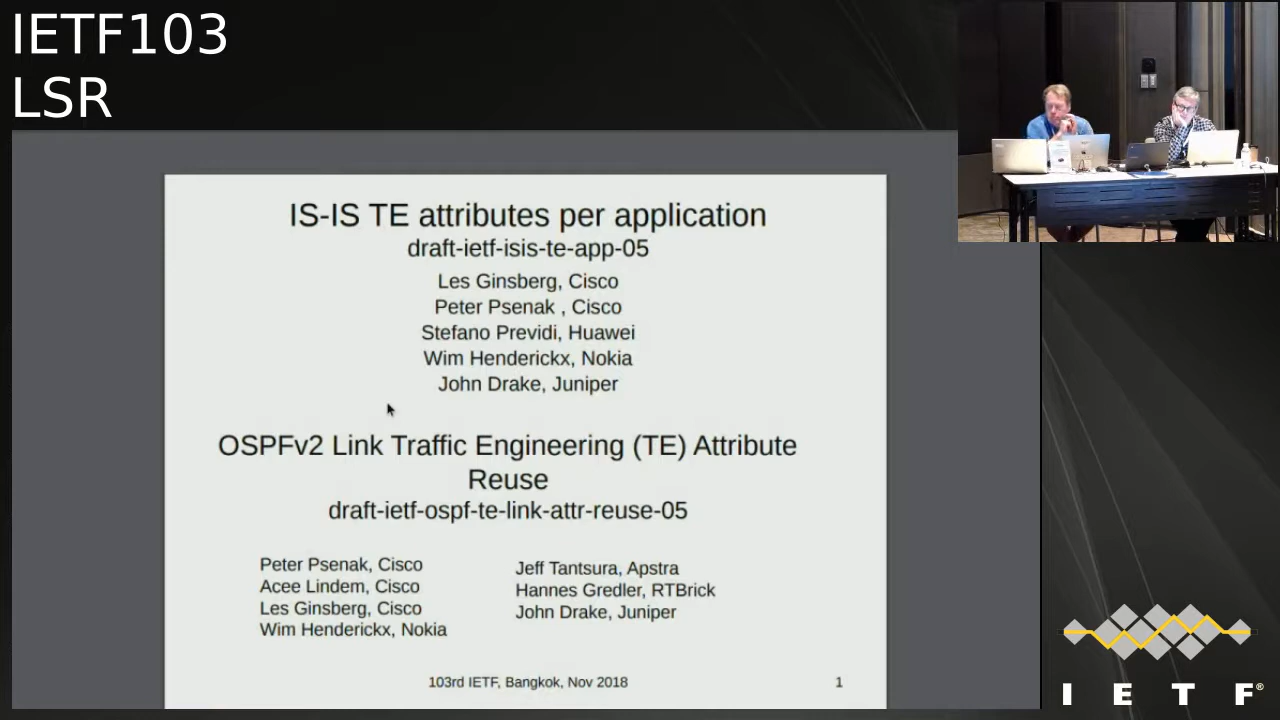 IETF103
LSR
IS-IS TE attributes per application
draft-ietf-isis-te-app-05
Les Ginsberg, Cisco
Peter Psenak , Cisco
Stefano Previdi, Huawei
Wim Henderickx, Nokia
John Drake, Juniper
OSPFv2 Link Traffic Engineering (TE) Attribute
Reuse
draft-ietf-ospf-te-link-attr-reuse-05
Peter Psenak, Cisco
Acee Lindem, Cisco
Les Ginsberg, Cisco
Wim Henderickx, Nokia
Jeff Tantsura, Apstra
Hannes Gredler, RTBrick
John Drake, Juniper
103rd IETF, Bangkok, Nov 2018
1
I E T F®